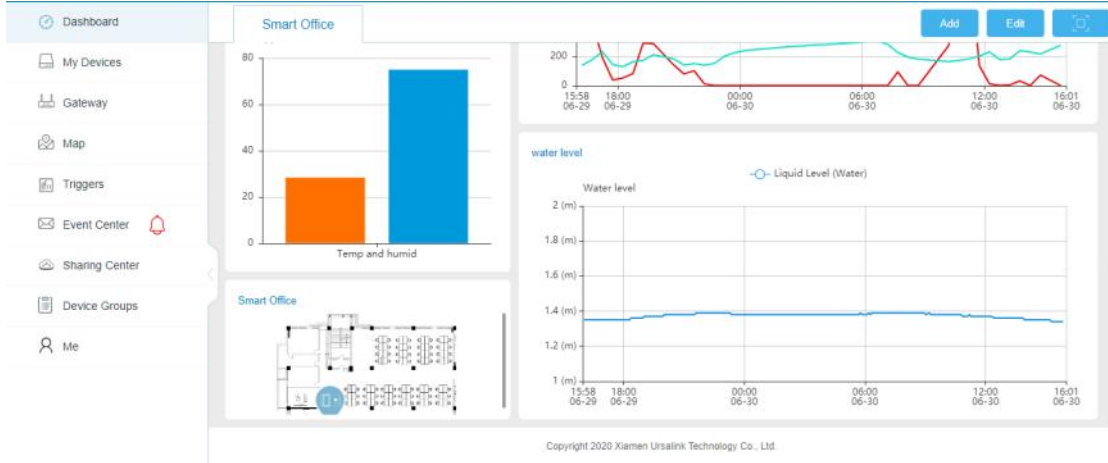 Dashboard
My Devices
Gateway
Map
Triggers
Event Center
Sharing Center
Device Groups
Me
Smart Office
Add
Edit
80
60
40
20
0
Temp and humid
200
0
15:58 18:00 00:00 06:00 12:00 16:01
06-29 06-29 06-30 06-30 06-30 06-30
Smart Office
water level
Liquid Level (Water)
Water level
2 (m)
1.8 (m)
1.6 (m)
1.4 (m)
1.2 (m)
1 (m)
15:58 18:00 00:00 06:00 12:00 16:01
06-29 06-29 06-30 06-30 06-30 06-30
Copyright 2020 Xiamen Ursalink Technology Co., Ltd.